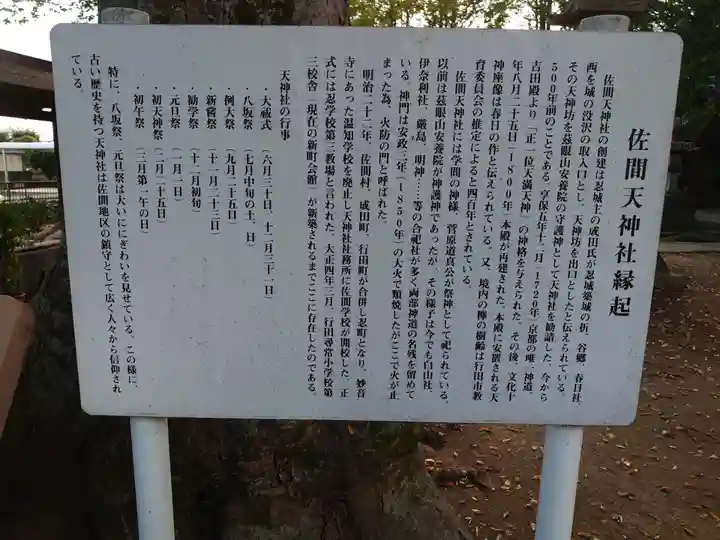 佐間天神社縁起
佐間天神社の創建は忍城主の成田氏が忍城築城の折、谷郷、春日社、
西を城の没沢の取入口とし、天神坊を出口としたと伝えられている。
その天神坊を茲眼山安養院の守護神として天神社を勧請した。今から
500年前のことである。享保五年十二月(1720年)京都の唯一神道、
吉田殿より「正一位天満天神」の神格を与えられた。その後、文化十
年八月二十五日(1800年)本殿が再建された。本殿に安置される天
神座像は春日の作と伝えられている。又、境内の欅の樹齢は行田市教
育委員会の推定によると四百年とされている。
佐間天神社には学問の神様、菅原道真公が祭神として祀られている。
以前は茲眼山安養院が神護神であったが、その様子は今でも白山社、
伊奈利社、厳島、明神……等の合祀社が多く両部神道の名残を留めて
いる。神門は安政三年(1850年)の大火で類焼したがここで火が止
まった為、火防の門と呼ばれた。
明治二十二年、佐間村、成田町、行田町が合併し忍町となり、妙音
寺にあった温知学校を廃止し天神社社務所に佐間学校が開校した。正
式には忍学校第三教場と言われた。大正四年三月、行田尋常小学校第
三校舎(現在の新町会館)が新築されるまでここに存在したのである。
天神社の行事
・大祓式(六月三十日、十二月三十一日)
・八坂祭(七月中旬の土、日)
・例大祭(九月二十五日)
・新嘗祭(十一月二十三日)
・勧学祭(十二月初旬)
・元旦祭(一月一日)
・初天神祭(二月二十五日)
・初午祭(三月第一午の日)
特に、八坂祭、元旦祭は大いににぎわいを見せている。この様に、
古い歴史を持つ天神社は佐間地区の鎮守として広く人々から信仰され
ている。